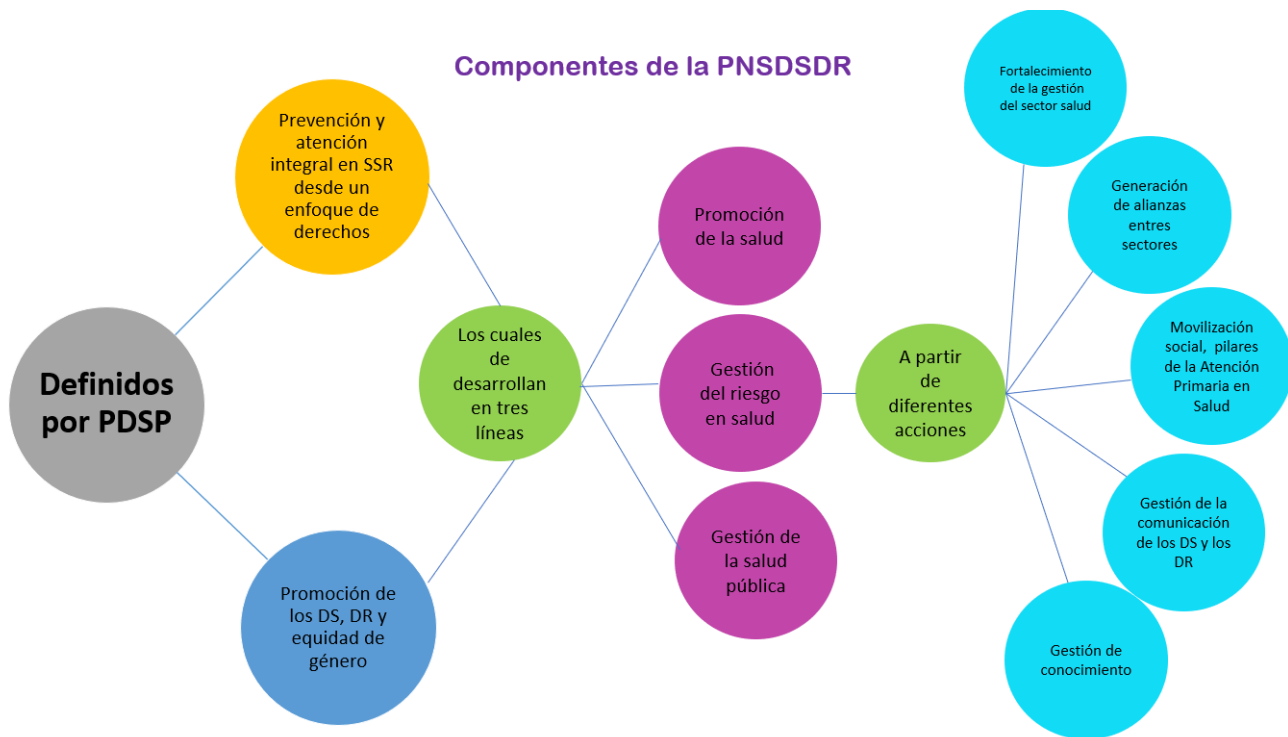 Componentes de la PNSDSDR
Definidos
por PDSP
Prevención y
atención
integral en SSR
desde un
enfoque de
derechos
Promoción de
los DS, DR y
equidad de
género
Los cuales
de
desarrollan
en tres
líneas
Promoción
de la salud
Gestión
del riesgo
en salud
Gestión de
la salud
pública
A partir
de
diferentes
acciones
Fortalecimiento
de la gestión
del sector salud
Generación
de alianzas
entres
sectores
Movilización
social, pilares
de la Atención
Primaria en
Salud
Gestión de la
comunicación
de los DS y los
DR
Gestión de
conocimiento